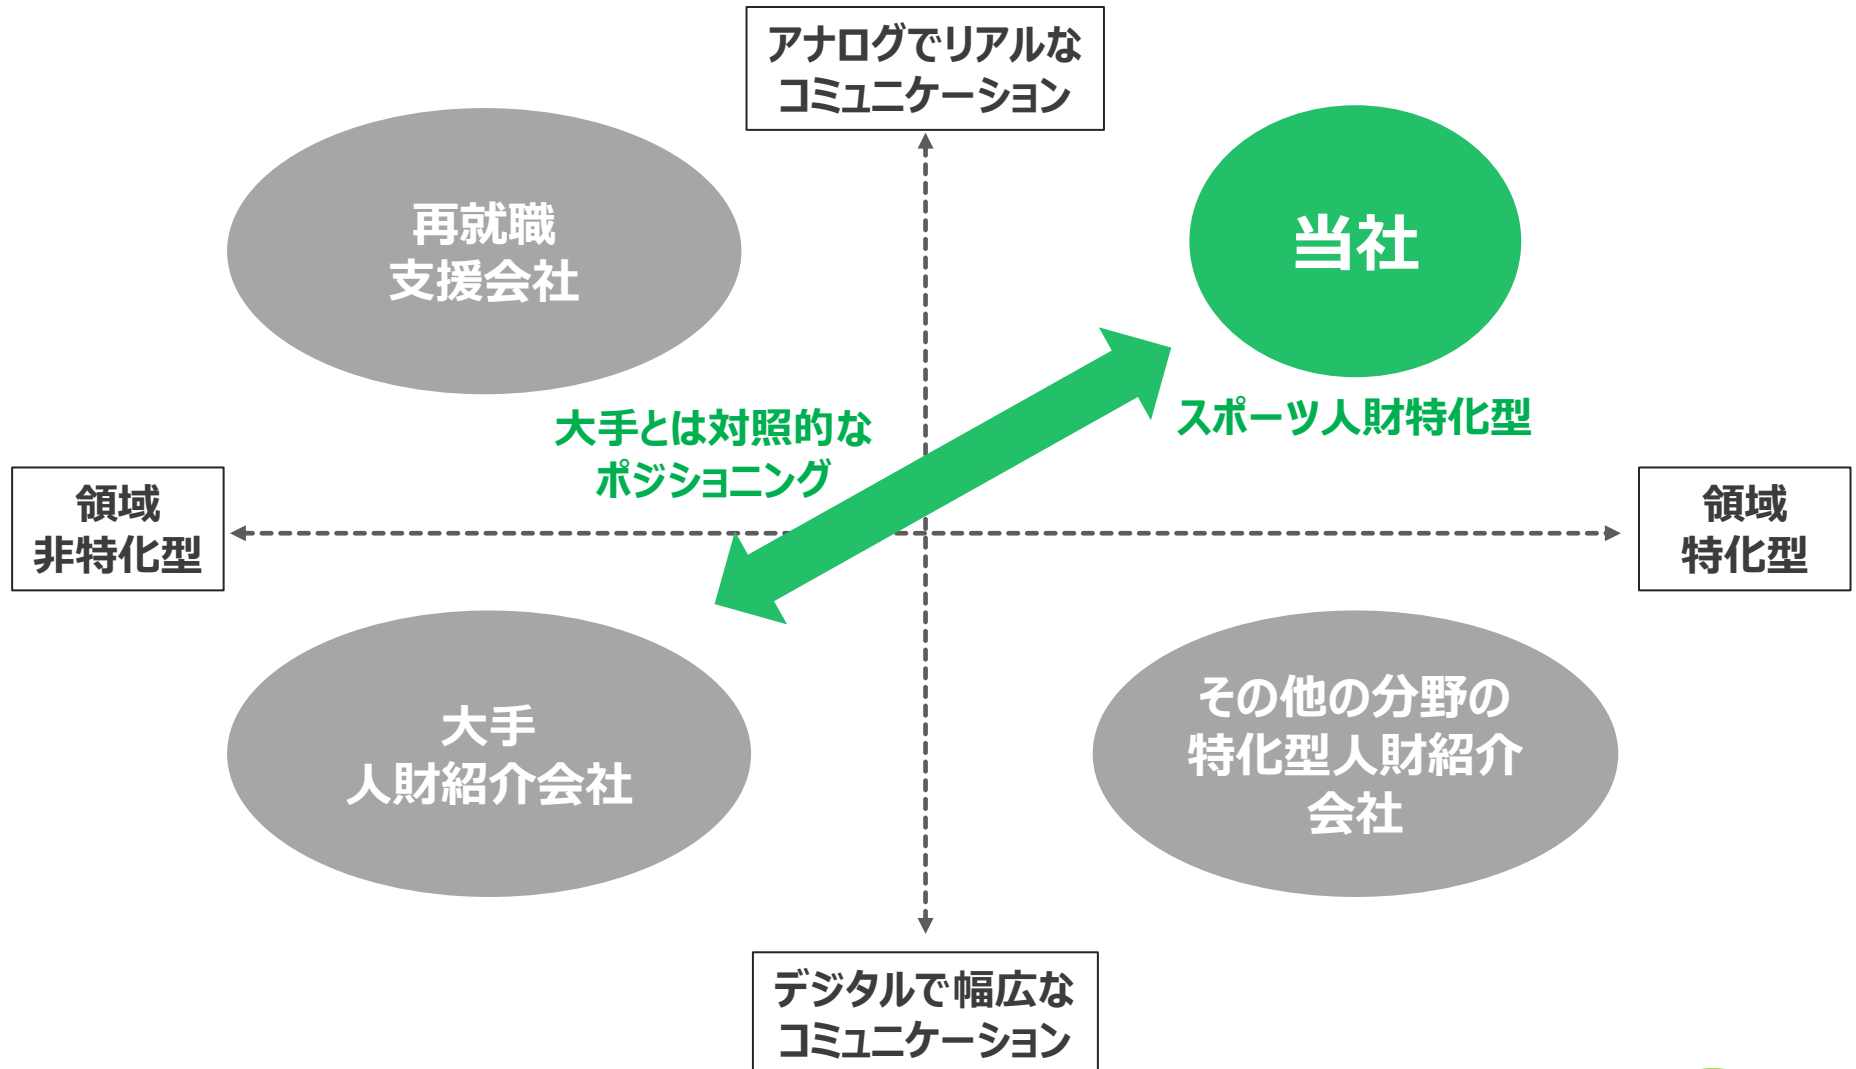 アナログでリアルな
コミュニケーション
再就職
支援会社
当社
大手とは対照的な
ポジショニング
スポーツ人財特化型
領域
非特化型
領域
特化型
大手
人財紹介会社
その他の分野の
特化型人財紹介
会社
デジタルで幅広な
コミュニケーション